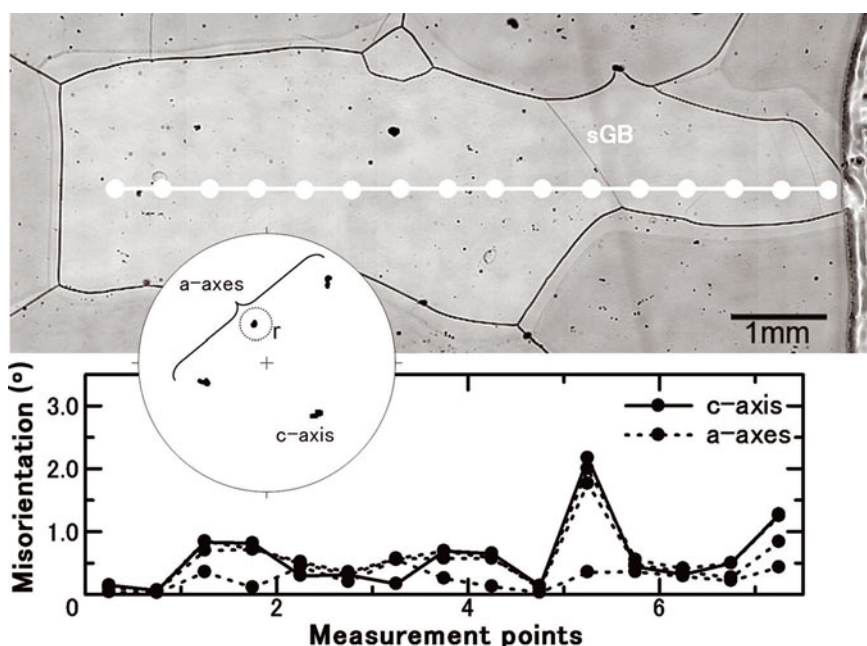 sGB
1mm
a-axes
r
c-axis
Misorientation (°)
3.0
2.0
1.0
0
c-axis
a-axes
2
4
6
Measurement points